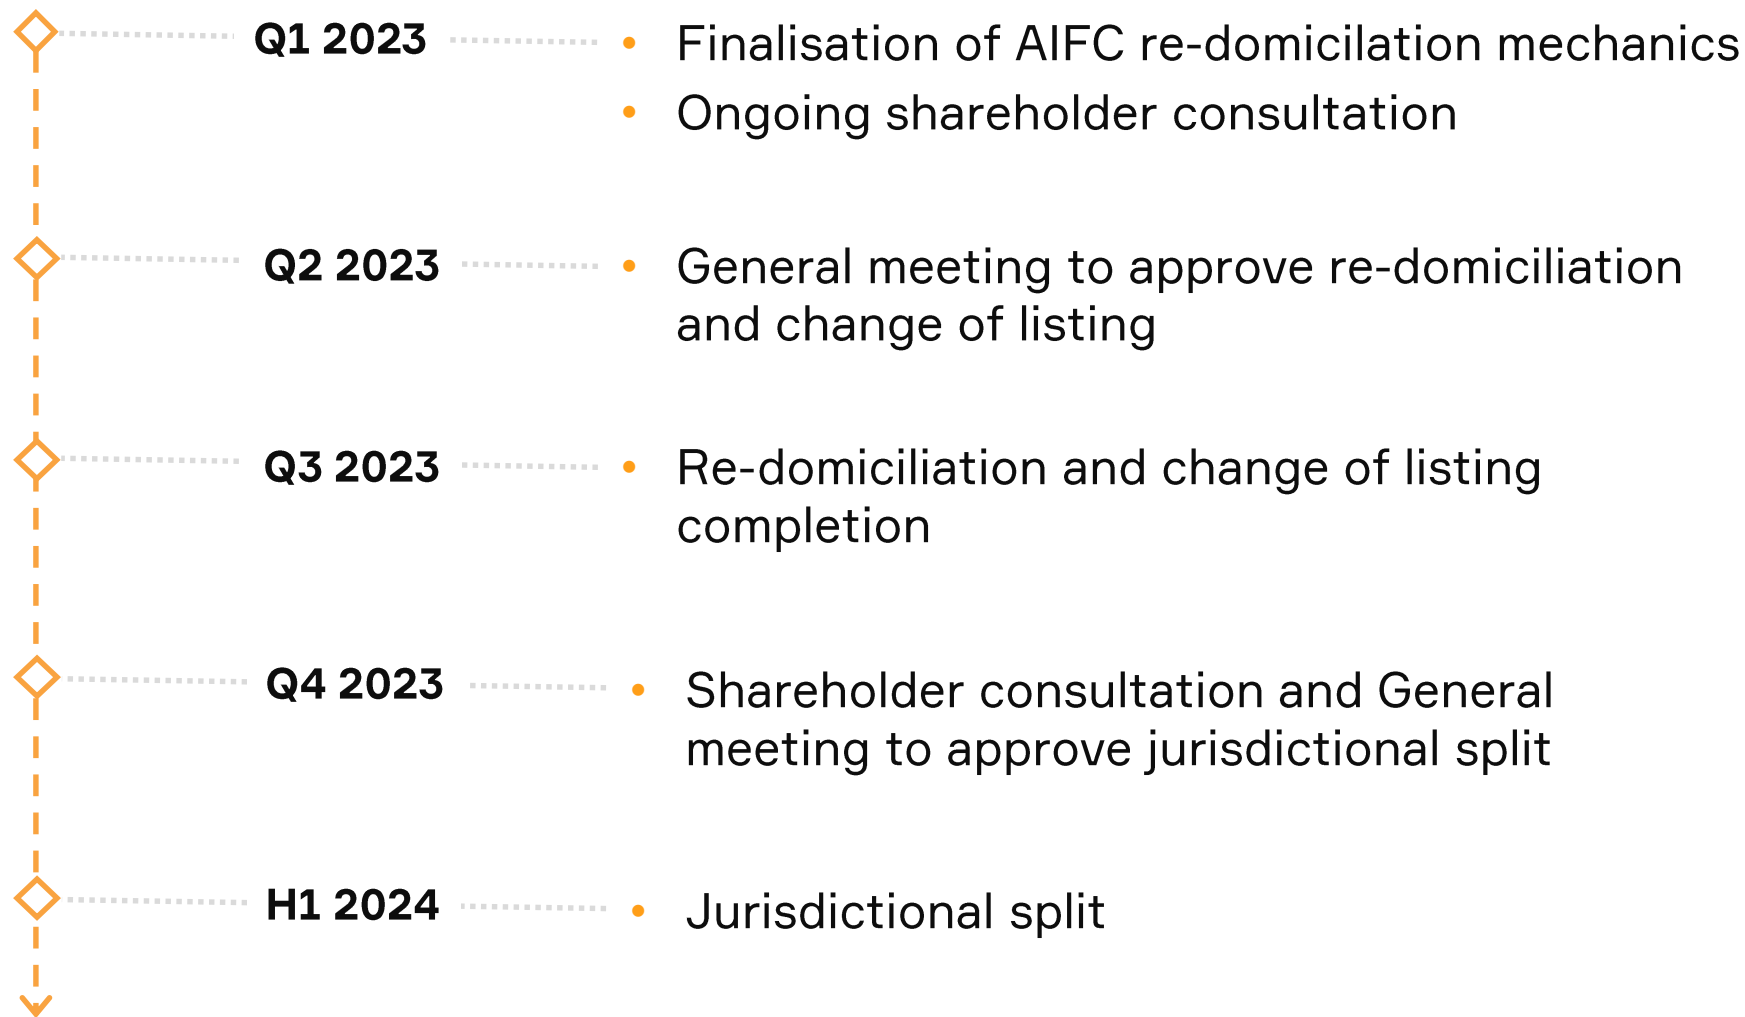 Q1 2023
Finalisation of AIFC re-domicilation mechanics
Ongoing shareholder consultation
Q2 2023
General meeting to approve re-domiciliation
and change of listing
Q3 2023
Re-domiciliation and change of listing
completion
Q4 2023
Shareholder consultation and General
meeting to approve jurisdictional split
H1 2024
Jurisdictional split